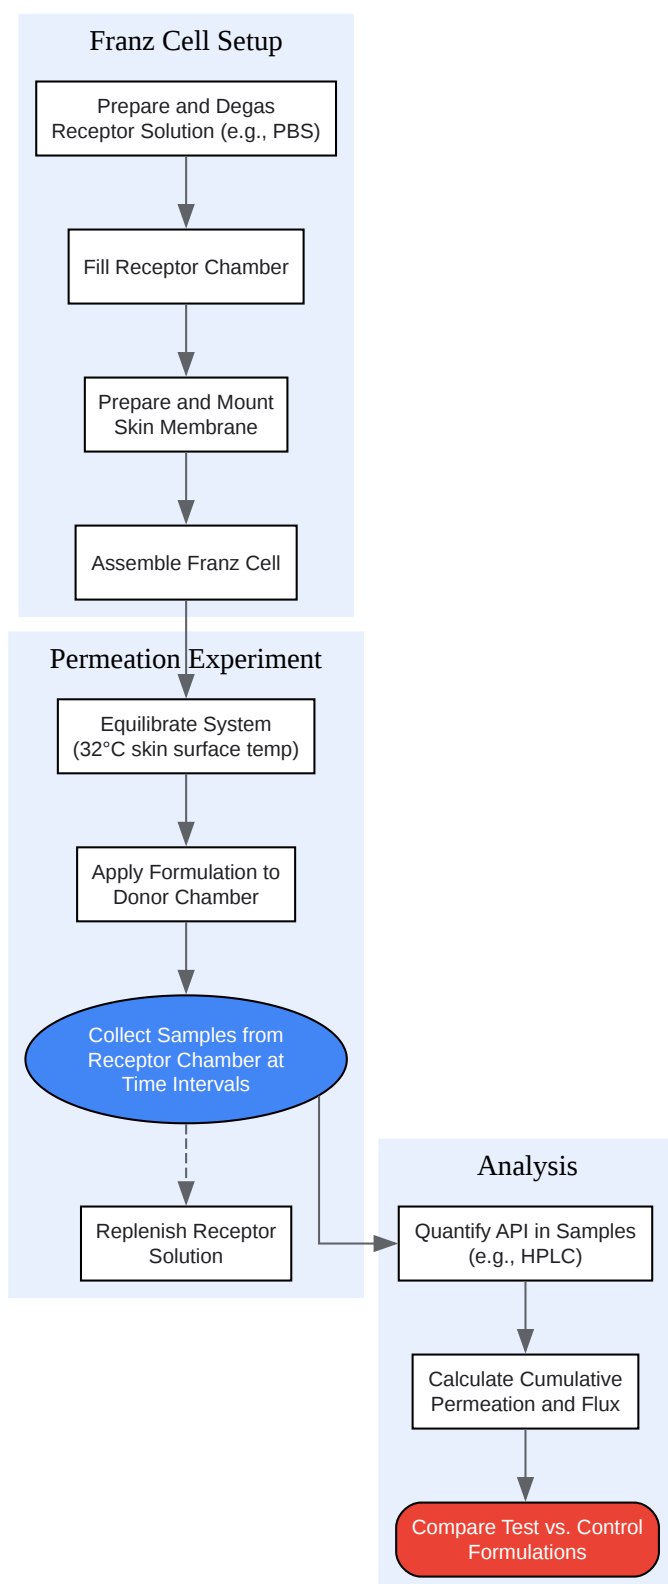 Franz Cell Setup
Prepare and Degas
Receptor Solution (e.g., PBS)
Fill Receptor Chamber
Prepare and Mount
Skin Membrane
Assemble Franz Cell
Permeation Experiment
Equilibrate System
(32°C skin surface temp)
Apply Formulation to
Donor Chamber
Collect Samples from
Receptor Chamber at
Time Intervals
Replenish Receptor
Solution
Analysis
Quantify API in Samples
(e.g., HPLC)
Calculate Cumulative
Permeation and Flux
Compare Test vs. Control
Formulations